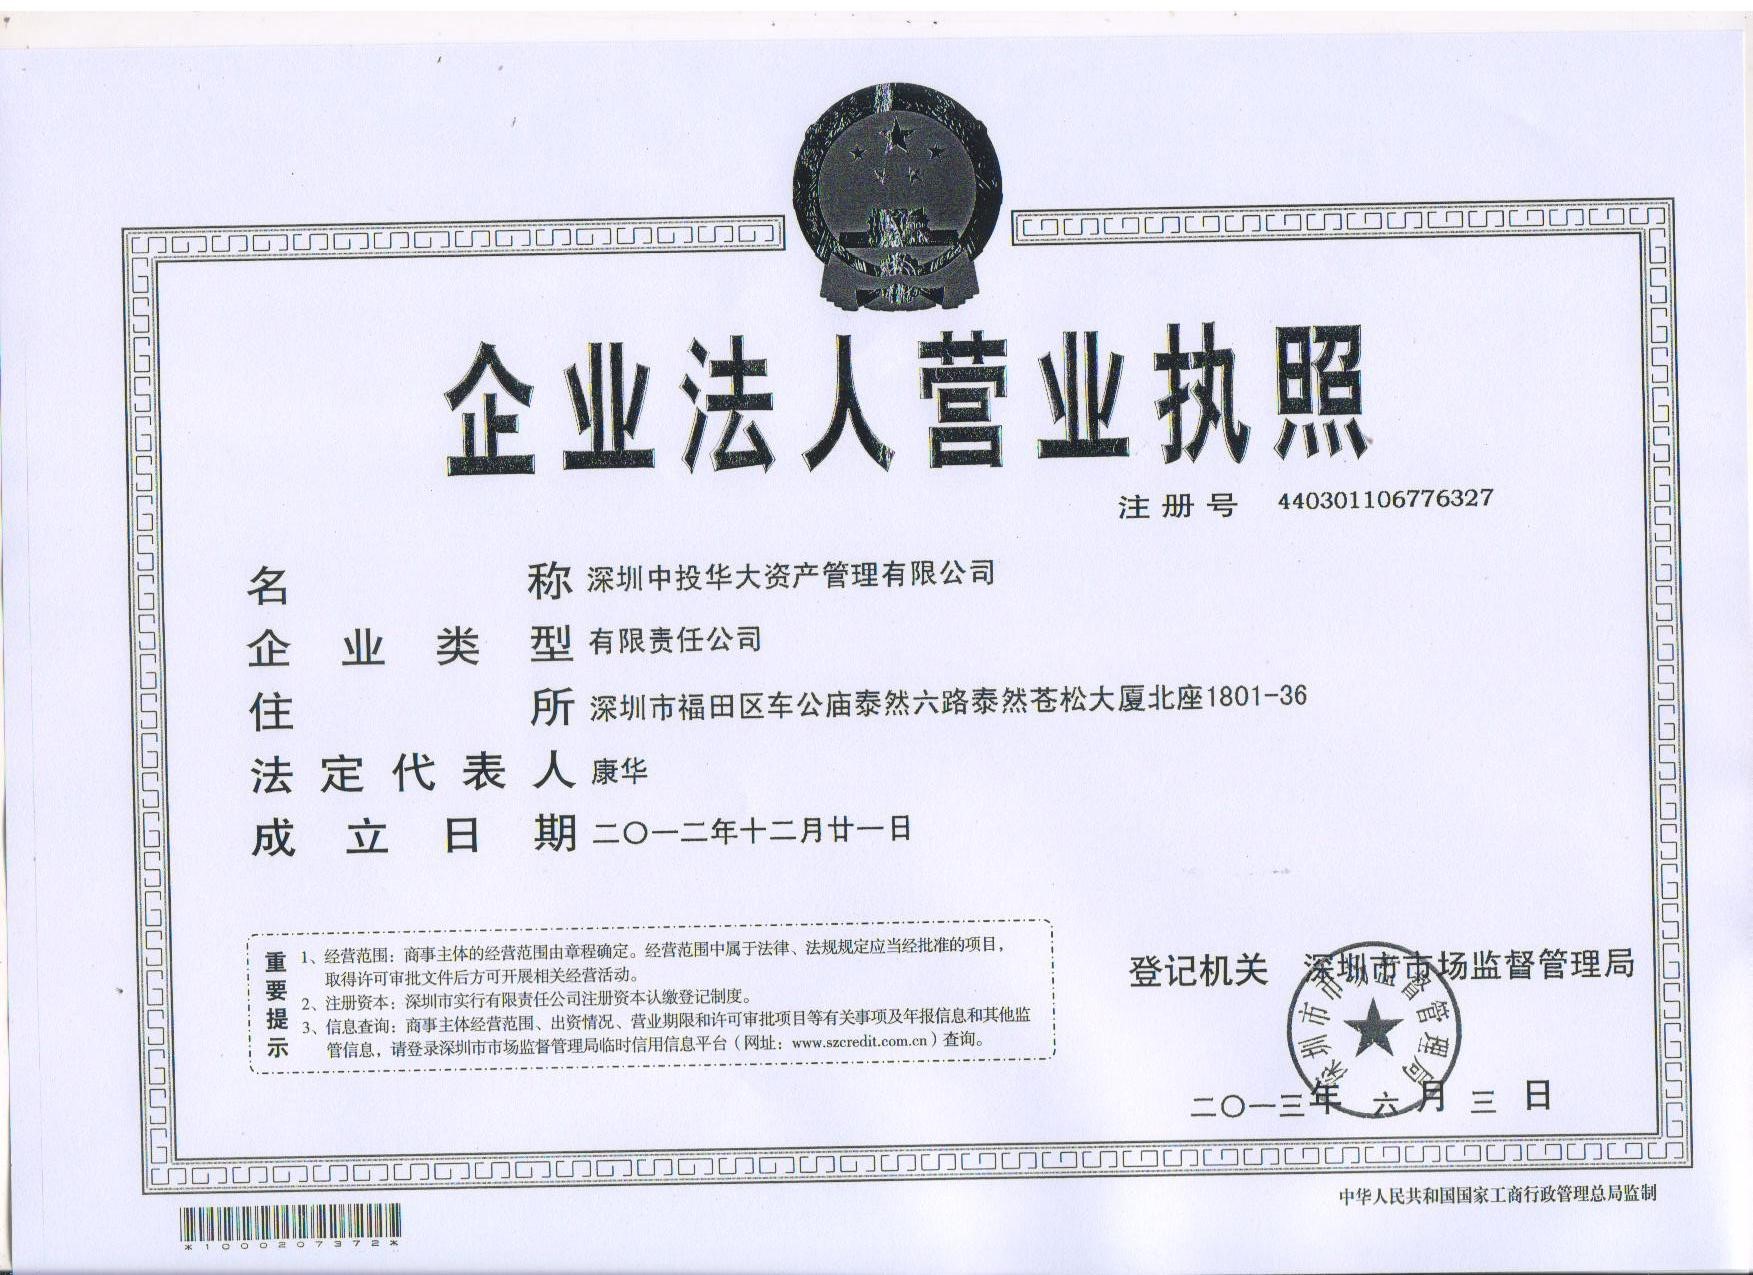 企业法人营业执照
注册号 440301106776327
名称 深圳中投华大资产管理有限公司
企业类型 有限责任公司
住所 深圳市福田区车公庙泰然六路泰然苍松大厦北座1801-36
法定代表人 康华
成立日期 二〇一二年十二月廿一日
重要提示
1、经营范围：商事主体的经营范围由章程确定。经营范围中属于法律、法规规定应当经批准的项目，
取得许可审批文件后方可开展相关经营活动。
2、注册资本：深圳市实行有限责任公司注册资本认缴登记制度。
3、信息查询：商事主体经营范围、出资情况、营业期限和许可审批项目等有关事项及年报信息和其他监
管信息，请登录深圳市市场监督管理局临时信用信息平台（网址：www.szcredit.com.cn）查询。
登记机关 深圳市市场监督管理局
深圳市市场监督管理局
二〇一三年六月三日
中华人民共和国国家工商行政管理总局监制
*1000207372*